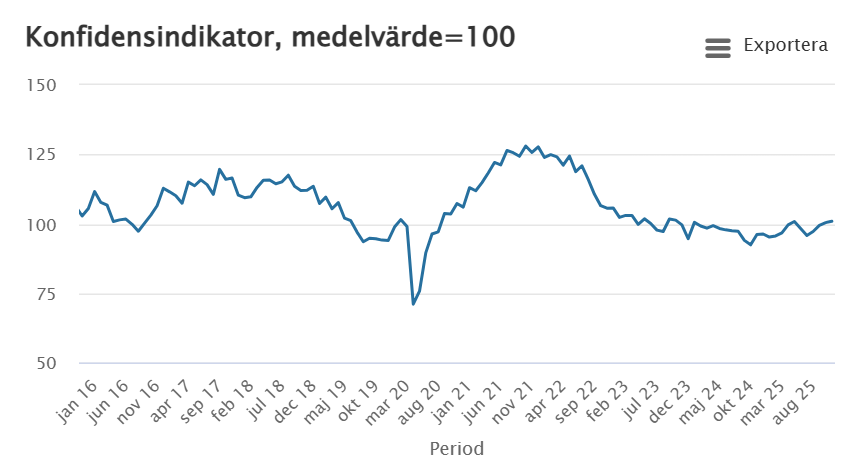 Konfidensindikator, medelvärde=100
Exportera
150
125
100
75
50
jan 16
jun 16
nov 16
apr 17
sep 17
feb 18
jul 18
dec 18
maj 19
okt 19
mar 20
aug 20
jan 21
jun 21
nov 21
apr 22
sep 22
feb 23
jul 23
dec 23
maj 24
okt 24
mar 25
aug 25
Period